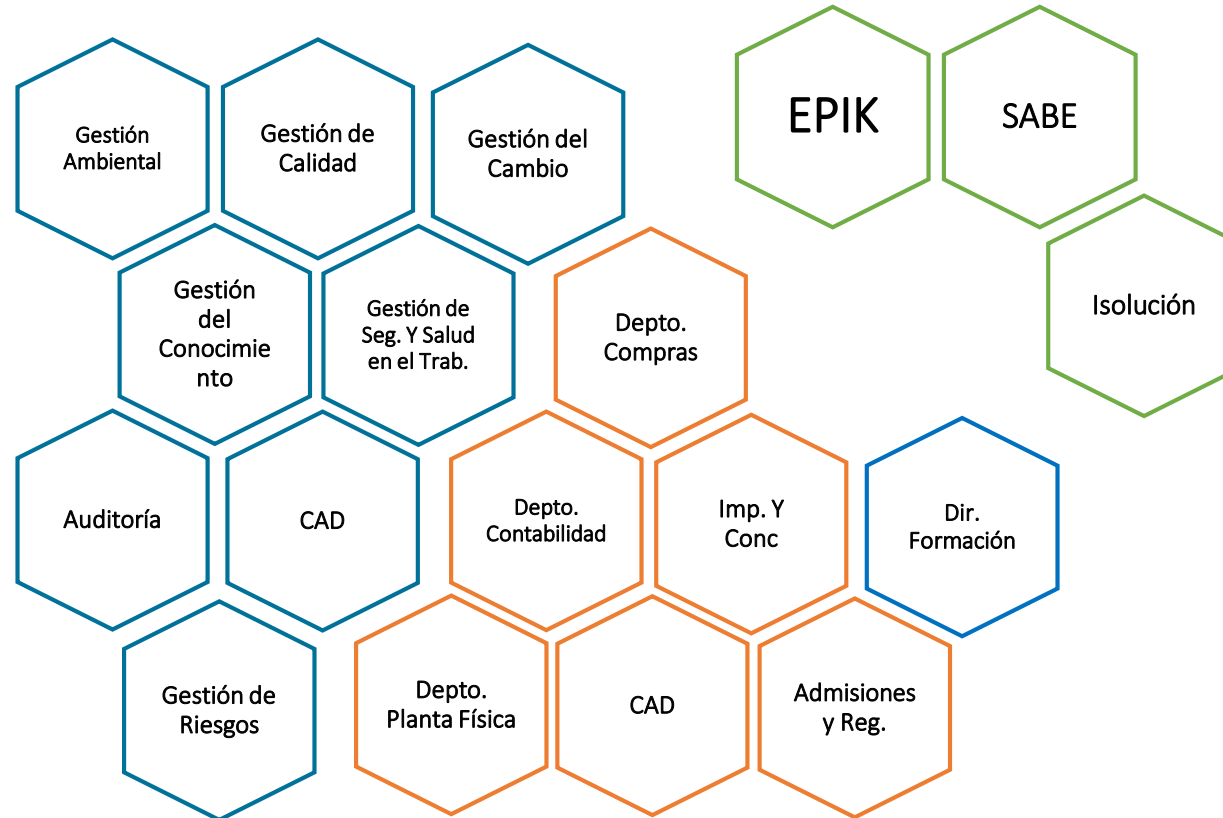 Gestión
Ambiental
Gestión de
Calidad
Gestión del
Cambio
EPIK
SABE
Gestión
del
Conocimie
nto
Gestión de
Seg. Y Salud
en el Trab.
Depto.
Compras
Isolución
Auditoría
CAD
Depto.
Contabilidad
Imp. Y
Conc
Dir.
Formación
Gestión de
Riesgos
Depto.
Planta Física
CAD
Admisiones
y Reg.